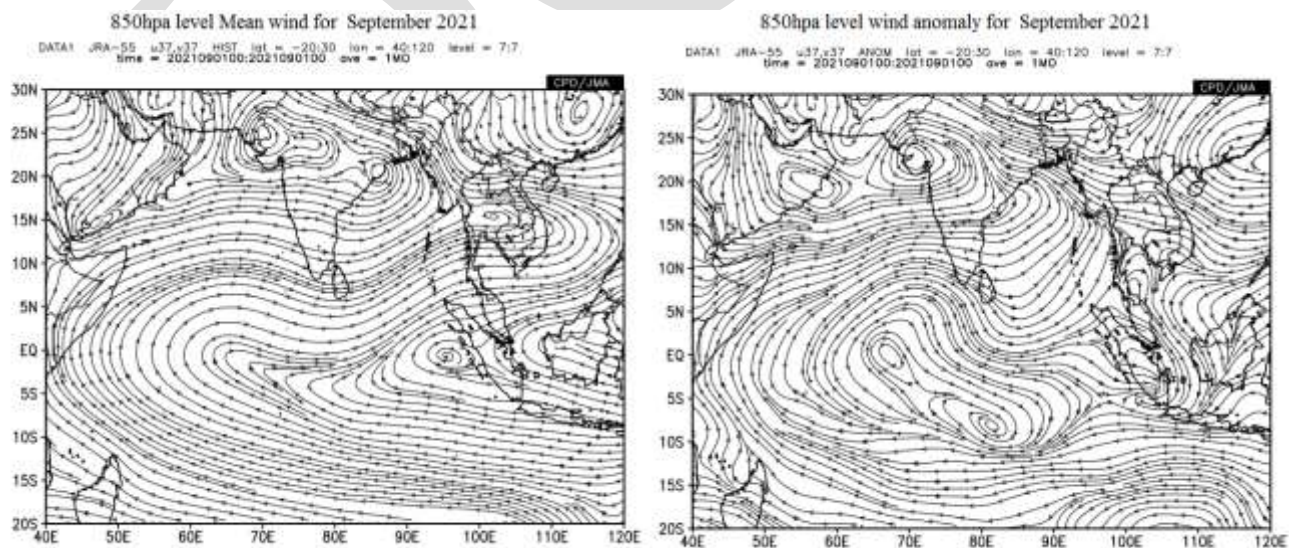 850hpa level Mean wind for September 2021
DATA1 JRA-55 u37,v37 HIST lat = -20:30 lon = 40:120 level = 7:7
time = 2021090100:2021090100 ave = 1MO
CPD/JMA
30N
25N
20N
15N
10N
5N
EQ
5S
10S
15S
20S
40E 50E 60E 70E 80E 90E 100E 110E 120E
850hpa level wind anomaly for September 2021
DATA1 JRA-55 u37,v37 ANOM lat = -20:30 lon = 40:120 level = 7:7
time = 2021090100:2021090100 ave = 1MO
CPD/JMA
30N
25N
20N
15N
10N
5N
EQ
5S
10S
15S
20S
40E 50E 60E 70E 80E 90E 100E 110E 120E